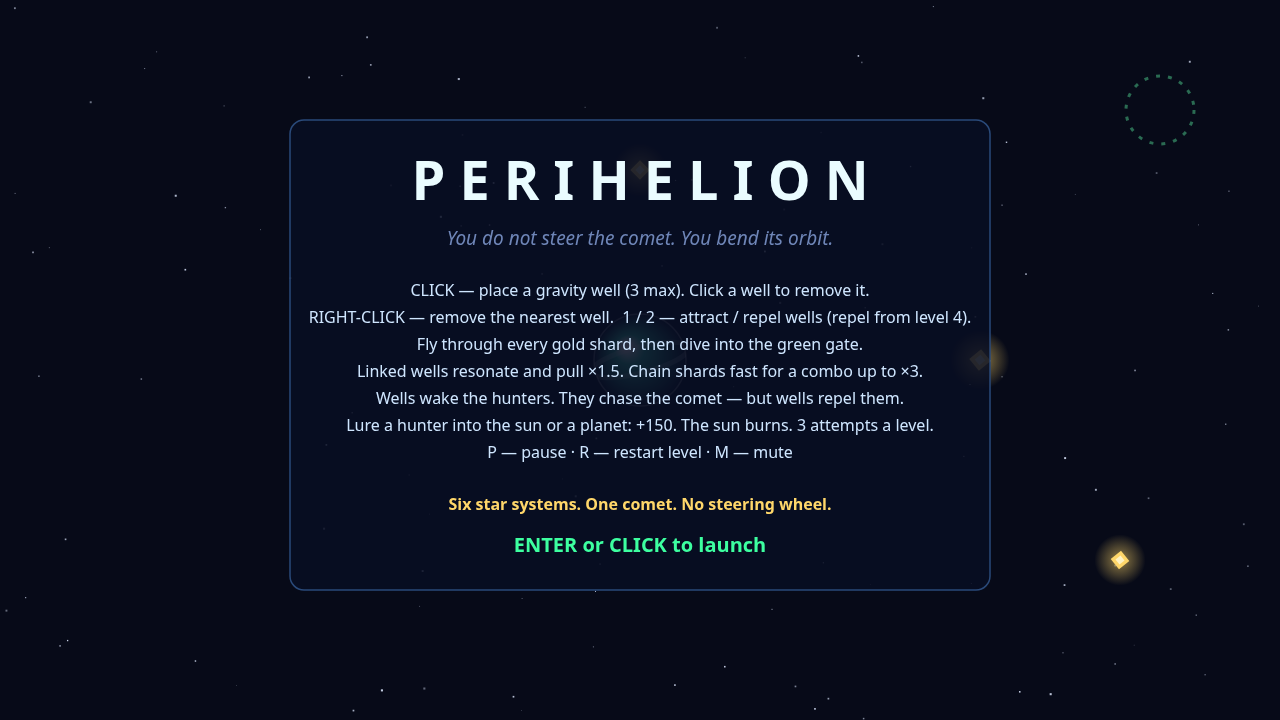 PERIHELION
You do not steer the comet. You bend its orbit.
CLICK — place a gravity well (3 max). Click a well to remove it.
RIGHT-CLICK — remove the nearest well.  1 / 2 — attract / repel wells (repel from level 4).
Fly through every gold shard, then dive into the green gate.
Linked wells resonate and pull ×1.5. Chain shards fast for a combo up to ×3.
Wells wake the hunters. They chase the comet — but wells repel them.
Lure a hunter into the sun or a planet: +150. The sun burns. 3 attempts a level.
P — pause · R — restart level · M — mute
Six star systems. One comet. No steering wheel.
ENTER or CLICK to launch